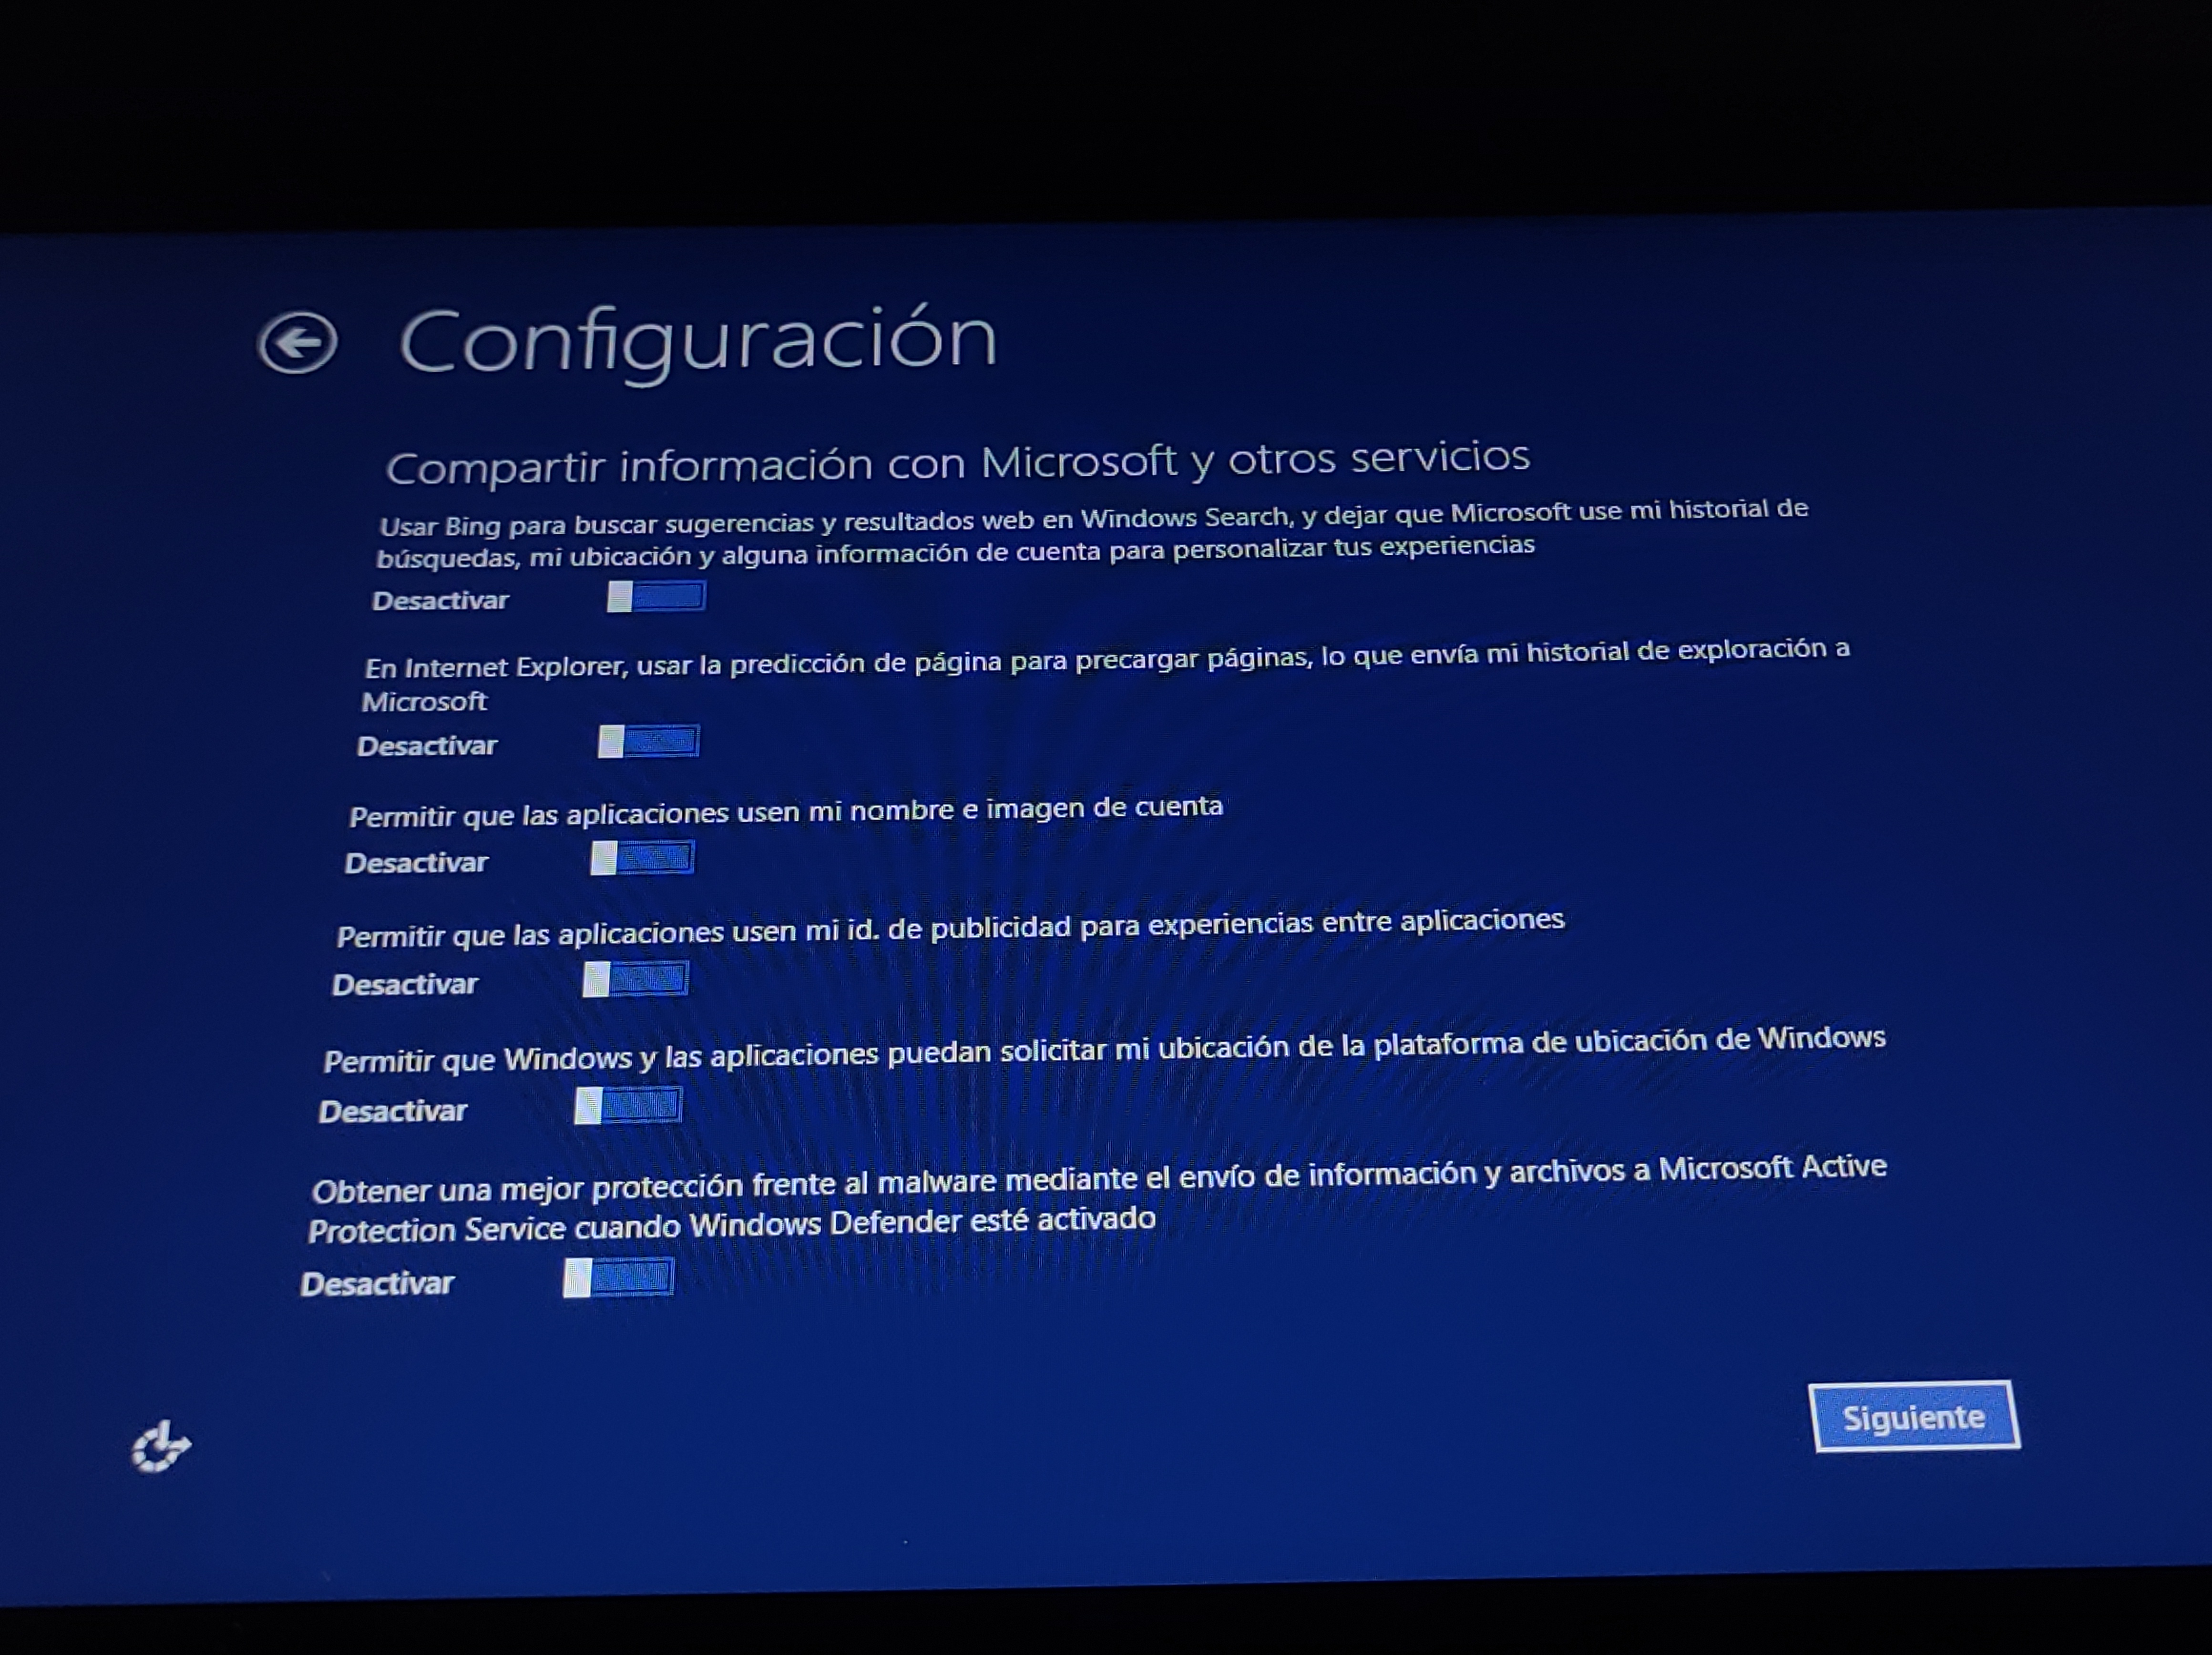 Configuración
Compartir información con Microsoft y otros servicios
Usar Bing para buscar sugerencias y resultados web en Windows Search, y dejar que Microsoft use mi historial de
búsquedas, mi ubicación y alguna información de cuenta para personalizar tus experiencias
Desactivar
En Internet Explorer, usar la predicción de página para precargar páginas, lo que envía mi historial de exploración a
Microsoft
Desactivar
Permitir que las aplicaciones usen mi nombre e imagen de cuenta
Desactivar
Permitir que las aplicaciones usen mi id. de publicidad para experiencias entre aplicaciones
Desactivar
Permitir que Windows y las aplicaciones puedan solicitar mi ubicación de la plataforma de ubicación de Windows
Desactivar
Obtener una mejor protección frente al malware mediante el envío de información y archivos a Microsoft Active
Protection Service cuando Windows Defender esté activado
Desactivar
Siguiente